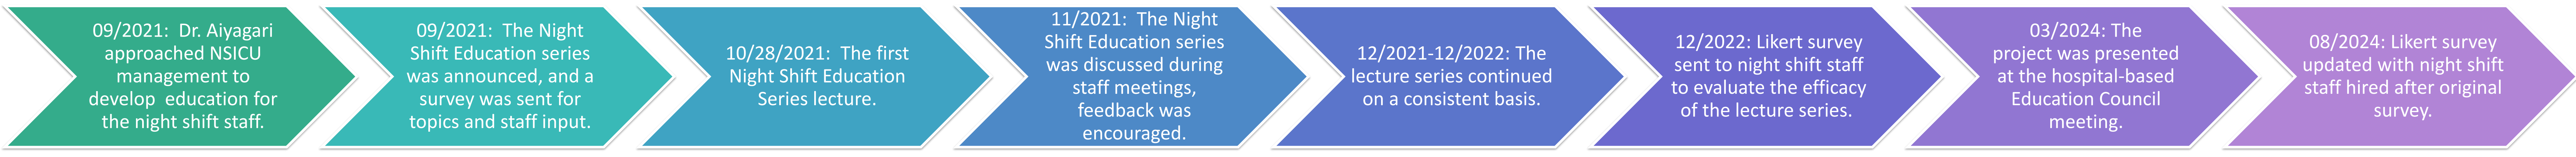 09/2021:  Dr. Aiyagari
approached NSICU
management to
develop  education for
the night shift staff.
09/2021:  The Night
Shift Education series
was announced, and a
survey was sent for
topics and staff input.
10/28/2021:  The first
Night Shift Education
Series lecture.
11/2021:  The Night
Shift Education series
was discussed during
staff meetings,
feedback was
encouraged.
12/2021-12/2022: The
lecture series continued
on a consistent basis.
12/2022: Likert survey
sent to night shift staff
to evaluate the efficacy
of the lecture series.
03/2024: The
project was presented
at the hospital-based
Education Council
meeting.
08/2024: Likert survey
updated with night shift
staff hired after original
survey.